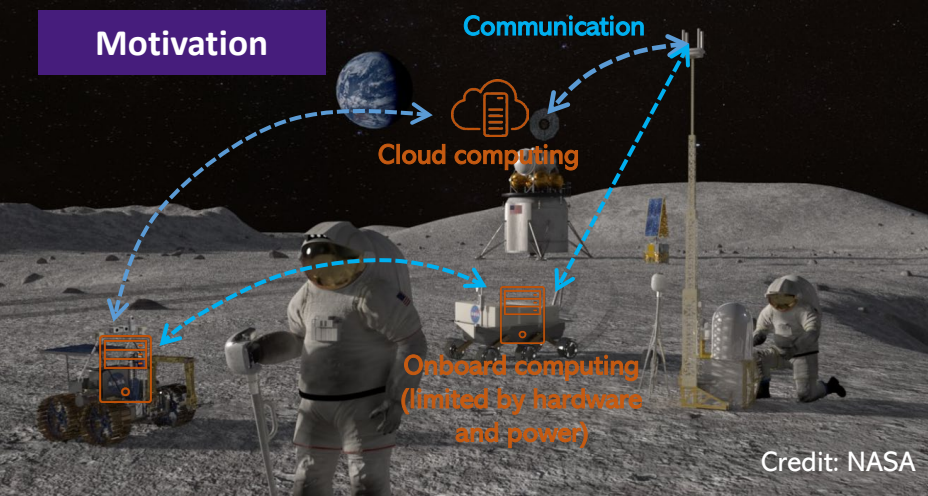 Motivation
Communication
Cloud computing
Onboard computing
(limited by hardware
and power)
Credit: NASA